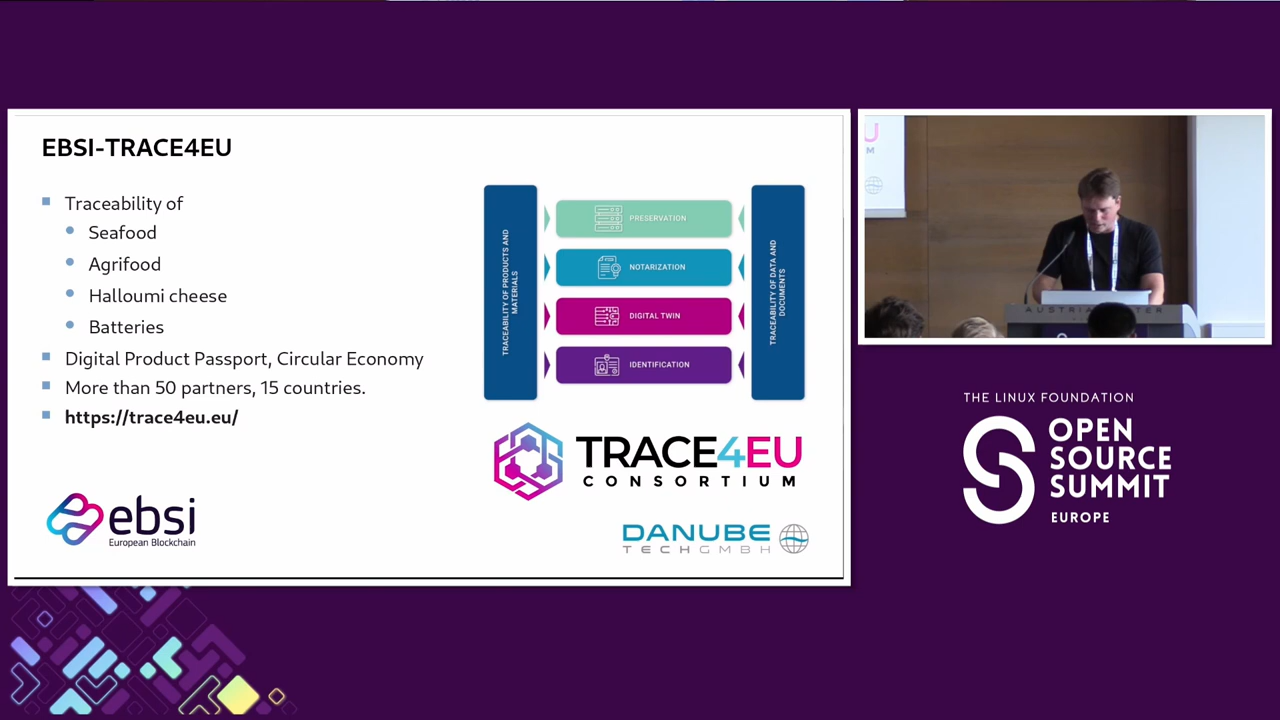 EBSI-TRACE4EU
Traceability of
Seafood
Agrifood
Halloumi cheese
Batteries
Digital Product Passport, Circular Economy
More than 50 partners, 15 countries.
https://trace4eu.eu/
TRACEABILITY OF PRODUCTS AND
MATERIALS
PRESERVATION
NOTARIZATION
DIGITAL TWIN
IDENTIFICATION
TRACEABILITY OF DATA AND
DOCUMENTS
TRACE4EU
CONSORTIUM
ebsi
European Blockchain
DANUBE
TECH GMBH
U
M
AUSTRIA CENTER
THE LINUX FOUNDATION
OPEN
SOURCE
SUMMIT
EUROPE